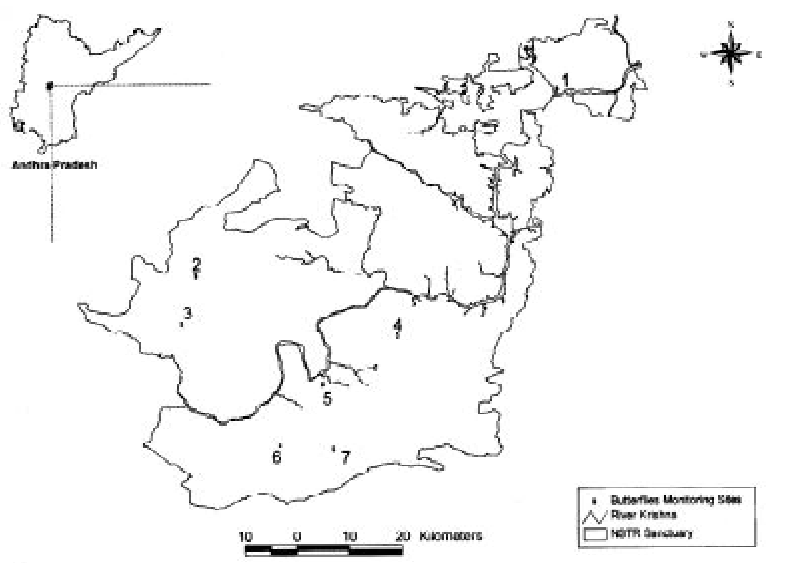 N
W E
S
Andhra Pradesh
1
2
3
4
5
6
7
10 0 10 20 Kilometers
Butterflies Monitoring Sites
River Krishna
NSTR Sanctuary